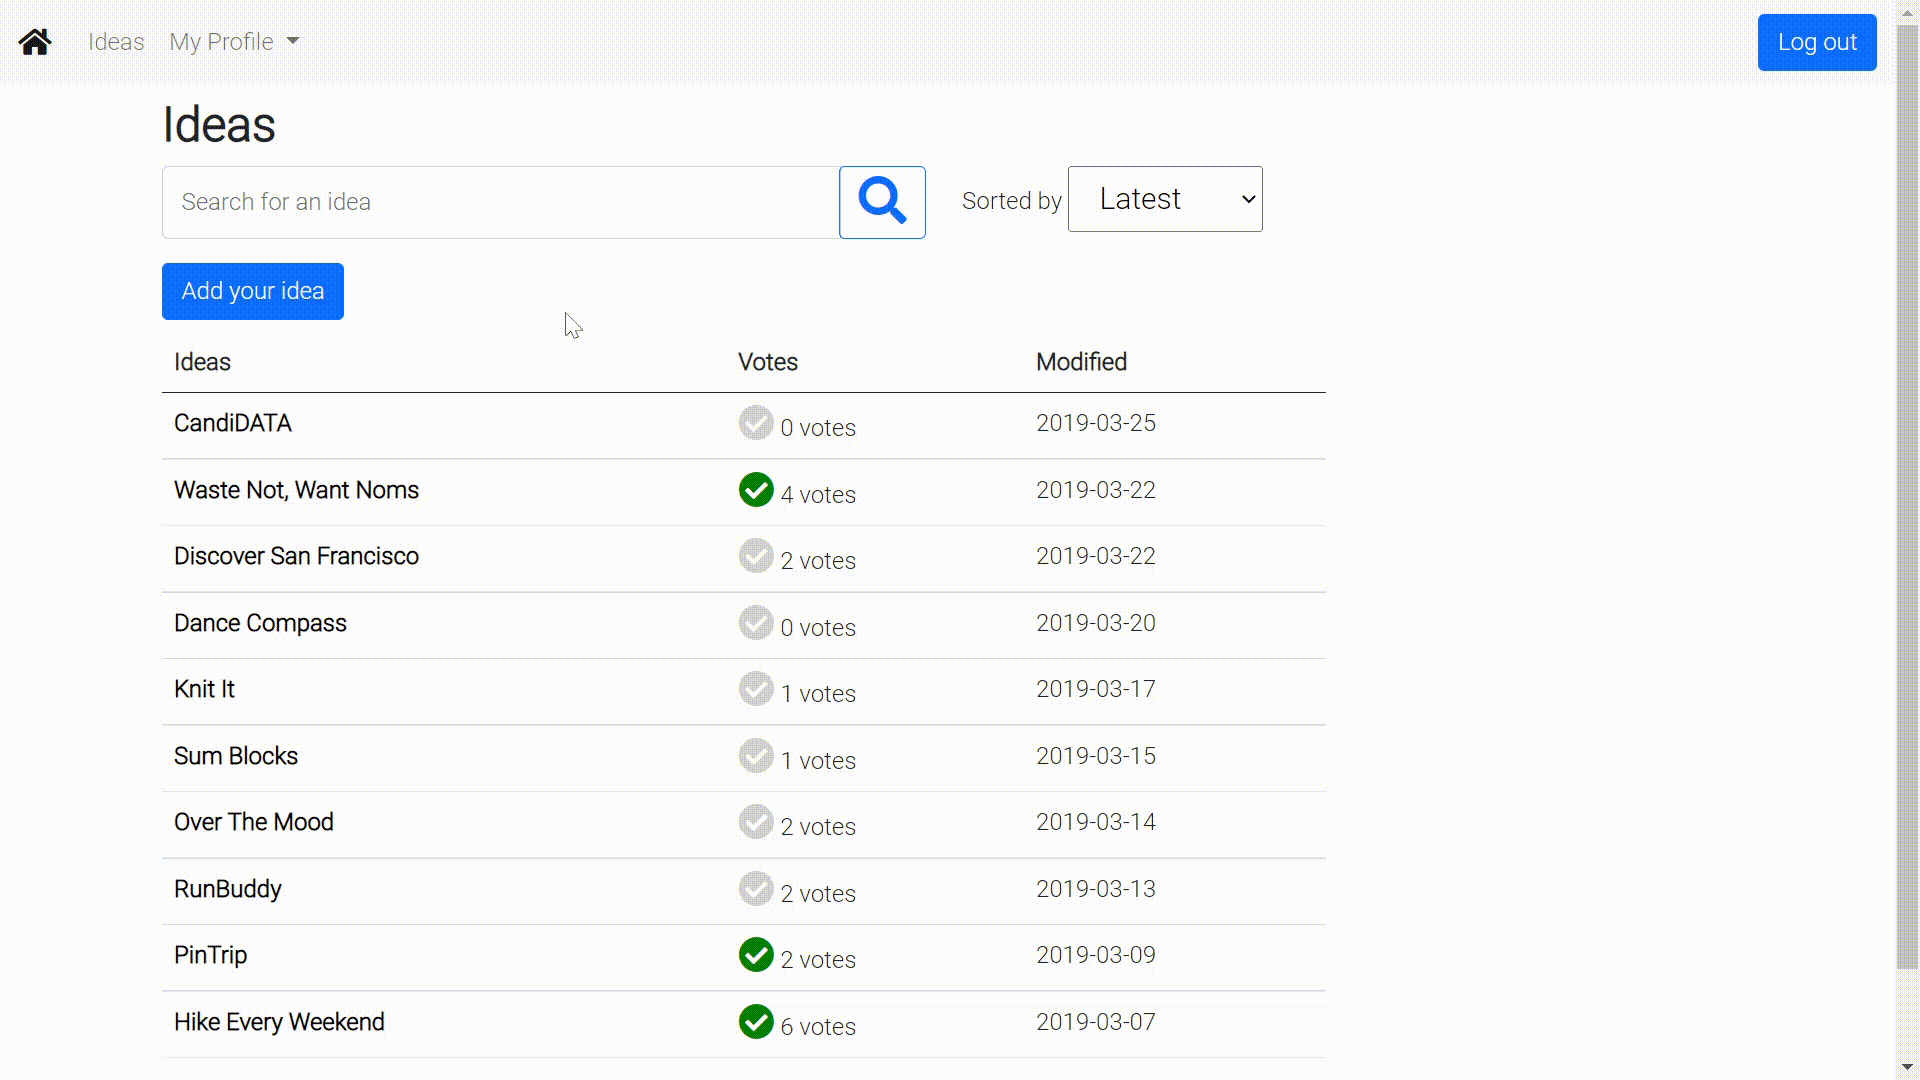 Ideas My Profile Log out
Ideas
Search for an idea Sorted by Latest
Add your idea
Ideas Votes Modified
CandiDATA 0 votes 2019-03-25
Waste Not, Want Noms 4 votes 2019-03-22
Discover San Francisco 2 votes 2019-03-22
Dance Compass 0 votes 2019-03-20
Knit It 1 votes 2019-03-17
Sum Blocks 1 votes 2019-03-15
Over The Mood 2 votes 2019-03-14
RunBuddy 2 votes 2019-03-13
PinTrip 2 votes 2019-03-09
Hike Every Weekend 6 votes 2019-03-07